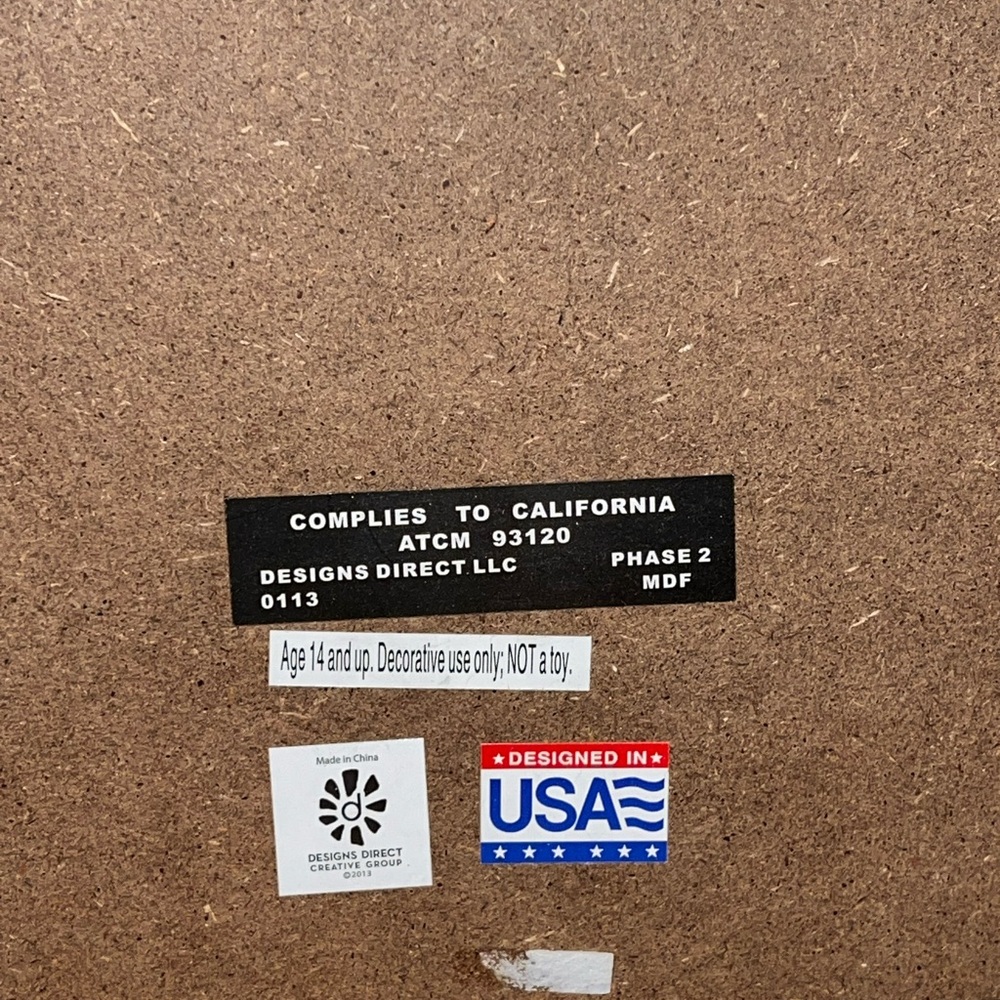 COMPLIES TO CALIFORNIA
ATCM 93120
DESIGNS DIRECT LLC PHASE 2
0113 MDF
Age 14 and up. Decorative use only; NOT a toy.
Made in China
d
DESIGNS DIRECT
CREATIVE GROUP
©2013
DESIGNED IN
USA